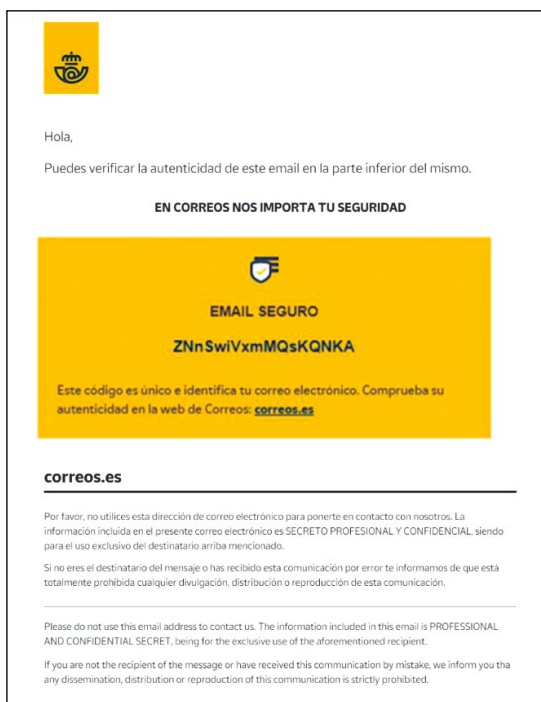 Hola,
Puedes verificar la autenticidad de este email en la parte inferior del mismo.
EN CORREOS NOS IMPORTA TU SEGURIDAD
EMAIL SEGURO
ZNnSwiVxmMQsKQNKA
Este código es único e identifica tu correo electrónico. Comprueba su
autenticidad en la web de Correos: correos.es
correos.es
Por favor, no utilices esta dirección de correo electrónico para ponerte en contacto con nosotros. La
información incluida en el presente correo electrónico es SECRETO PROFESIONAL Y CONFIDENCIAL, siendo
para el uso exclusivo del destinatario arriba mencionado.
Si no eres el destinatario del mensaje o has recibido esta comunicación por error te informamos de que está
totalmente prohibida cualquier divulgación, distribución o reproducción de esta comunicación.
Please do not use this email address to contact us. The information included in this email is PROFESSIONAL
AND CONFIDENTIAL SECRET, being for the exclusive use of the aforementioned recipient.
If you are not the recipient of the message or have received this communication by mistake, we inform you tha
any dissemination, distribution or reproduction of this communication is strictly prohibited.